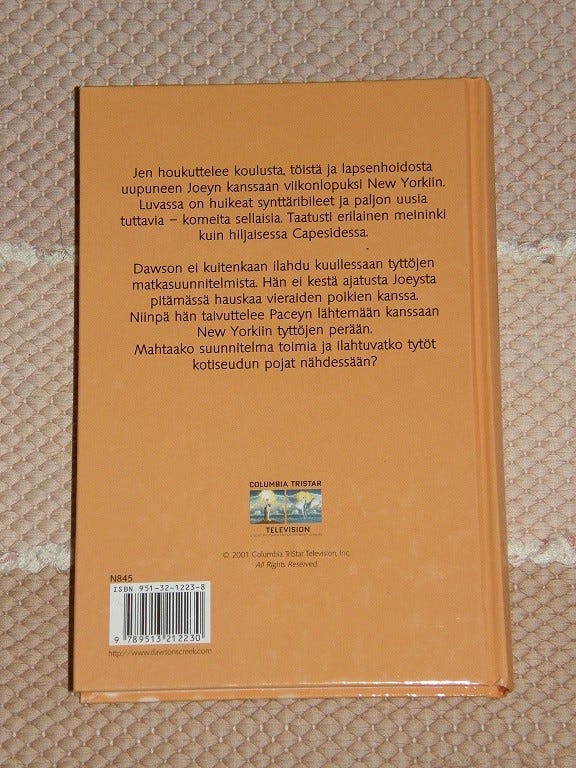 Jen houkuttelee koulusta, töistä ja lapsenhoidosta
uupuneen Joeyn kanssaan viikonlopuksi New Yorkiin.
Luvassa on huikeat synttäribileet ja paljon uusia
tuttavia – komeita sellaisia. Taatusti erilainen meininki
kuin hiljaisessa Capesidessa.
Dawson ei kuitenkaan ilahdu kuullessaan tyttöjen
matkasuunnitelmista. Hän ei kestä ajatusta Joeysta
pitämässä hauskaa vieraiden poikien kanssa.
Niinpä hän taivuttelee Paceyn lähtemään kanssaan
New Yorkiin tyttöjen perään.
Mahtaako suunnitelma toimia ja ilahtuvatko tytöt
kotiseudun pojat nähdessään?
COLUMBIA TRISTAR
TELEVISION
© 2001 Columbia TriStar Television, Inc.
All Rights Reserved.
N845
ISBN 951-32-1223-8
9 789513 212230
http://www.dawsonscreek.com